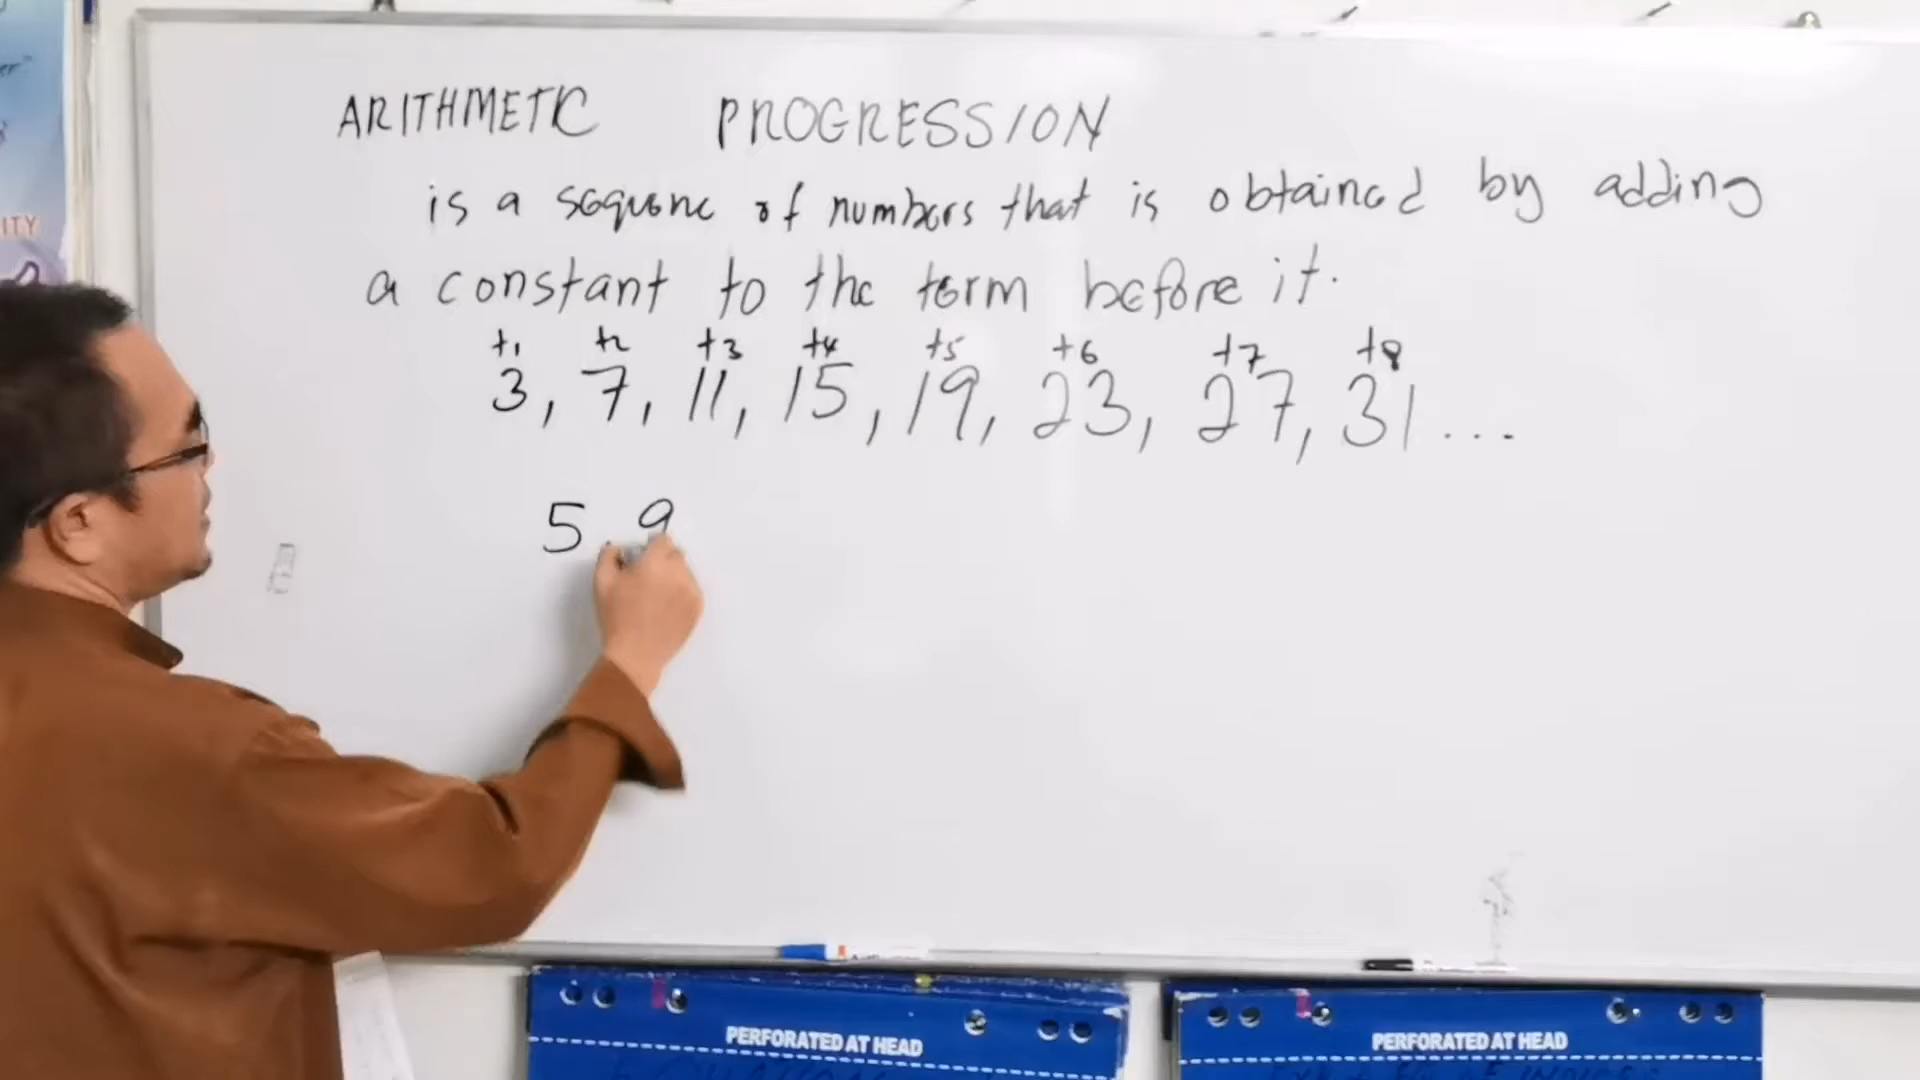 ARITHMETIC PROGRESSION
is a sequenc of numbers that is obtained by adding
a constant to the term before it.
t1 t2 t3 t4 t5 t6 t7 t8
3, 7, 11, 15, 19, 23, 27, 31 ...
5, 9
ITY
PERFORATED AT HEAD
PERFORATED AT HEAD